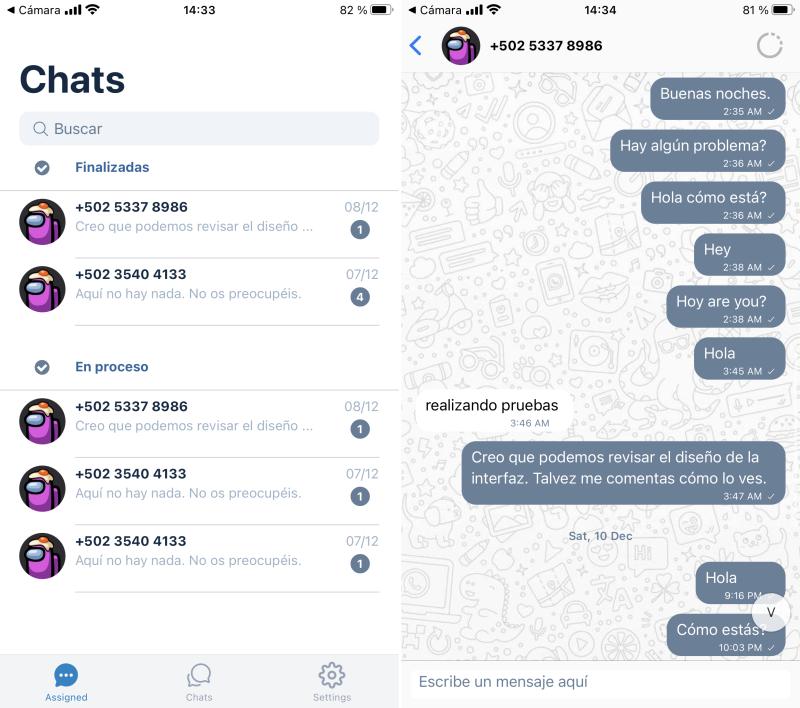 Cámara
14:33
82 %
Chats
Buscar
Finalizadas
+502 5337 8986
08/12
Creo que podemos revisar el diseño ...
1
+502 3540 4133
07/12
Aquí no hay nada. No os preocupéis.
4
En proceso
+502 5337 8986
08/12
Creo que podemos revisar el diseño ...
1
+502 3540 4133
07/12
Aquí no hay nada. No os preocupéis.
1
+502 3540 4133
07/12
Aquí no hay nada. No os preocupéis.
1
Assigned
Chats
Settings
Cámara
14:34
81 %
+502 5337 8986
Buenas noches.
2:35 AM
Hay algún problema?
2:36 AM
Hola cómo está?
2:36 AM
Hey
2:38 AM
Hoy are you?
2:38 AM
Hola
3:45 AM
realizando pruebas
3:46 AM
Creo que podemos revisar el diseño de la
interfaz. Talvez me comentas cómo lo ves.
3:47 AM
Sat, 10 Dec
Hi
Hola
9:16 PM
V
Cómo estás?
10:03 PM
Escribe un mensaje aquí